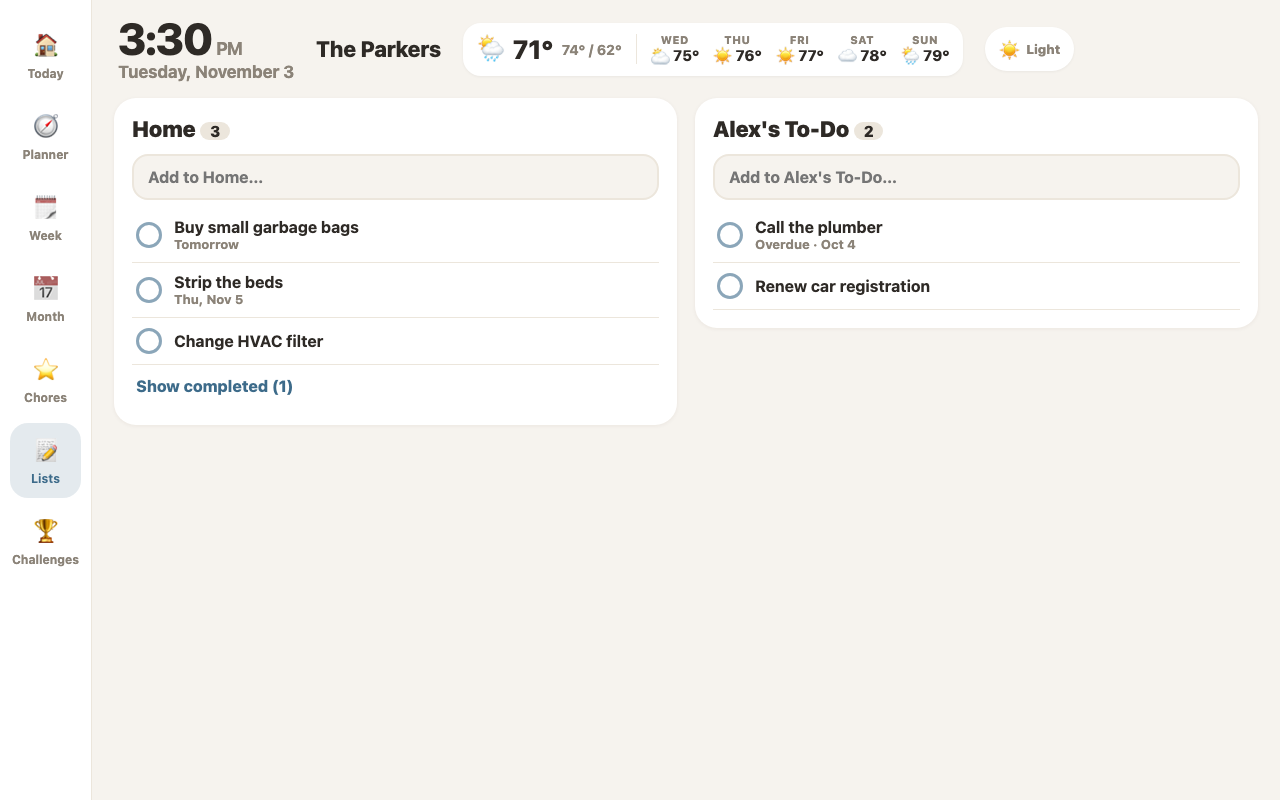 3:30 PM
Tuesday, November 3
The Parkers
71° 74° / 62°
WED
75°
THU
76°
FRI
77°
SAT
78°
SUN
79°
Light
Today
Planner
Week
17
Month
Chores
Lists
Challenges
Home 3
Add to Home...
Buy small garbage bags
Tomorrow
Strip the beds
Thu, Nov 5
Change HVAC filter
Show completed (1)
Alex's To-Do 2
Add to Alex's To-Do...
Call the plumber
Overdue · Oct 4
Renew car registration